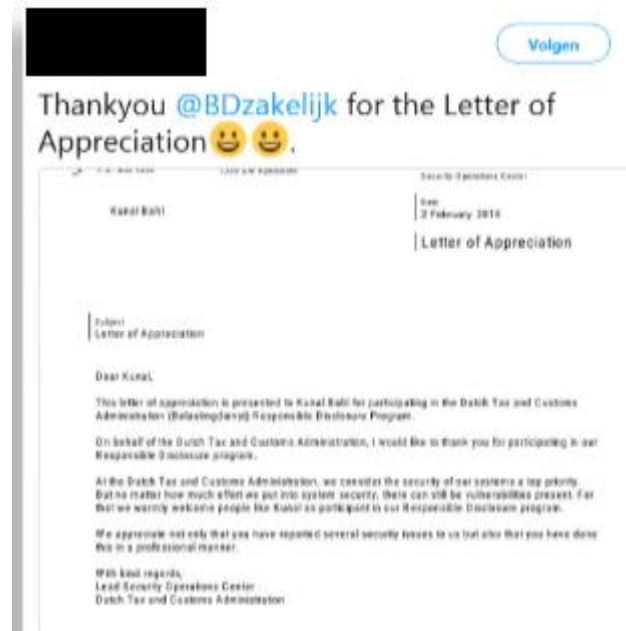 Volgen
Thankyou @BDzakelijk for the Letter of
Appreciation😀 😀.
Security Operations Center
Kunal Bahl
Date
2 February 2016
Letter of Appreciation
Subject
Letter of Appreciation
Dear Kunal,
This letter of appreciation is presented to Kunal Bahl for participating in the Dutch Tax and Customs
Administration (Belastingdienst) Responsible Disclosure Program.
On behalf of the Dutch Tax and Customs Administration, I would like to thank you for participating in our
Responsible Disclosure program.
At the Dutch Tax and Customs Administration, we consider the security of our systems a top priority.
But no matter how much effort we put into system security, there can still be vulnerabilities present. For
that we warmly welcome people like Kunal as participant in our Responsible Disclosure program.
We appreciate not only that you have reported several security issues to us but also that you have done
this in a professional manner.
With kind regards,
Lead Security Operations Center
Dutch Tax and Customs Administration